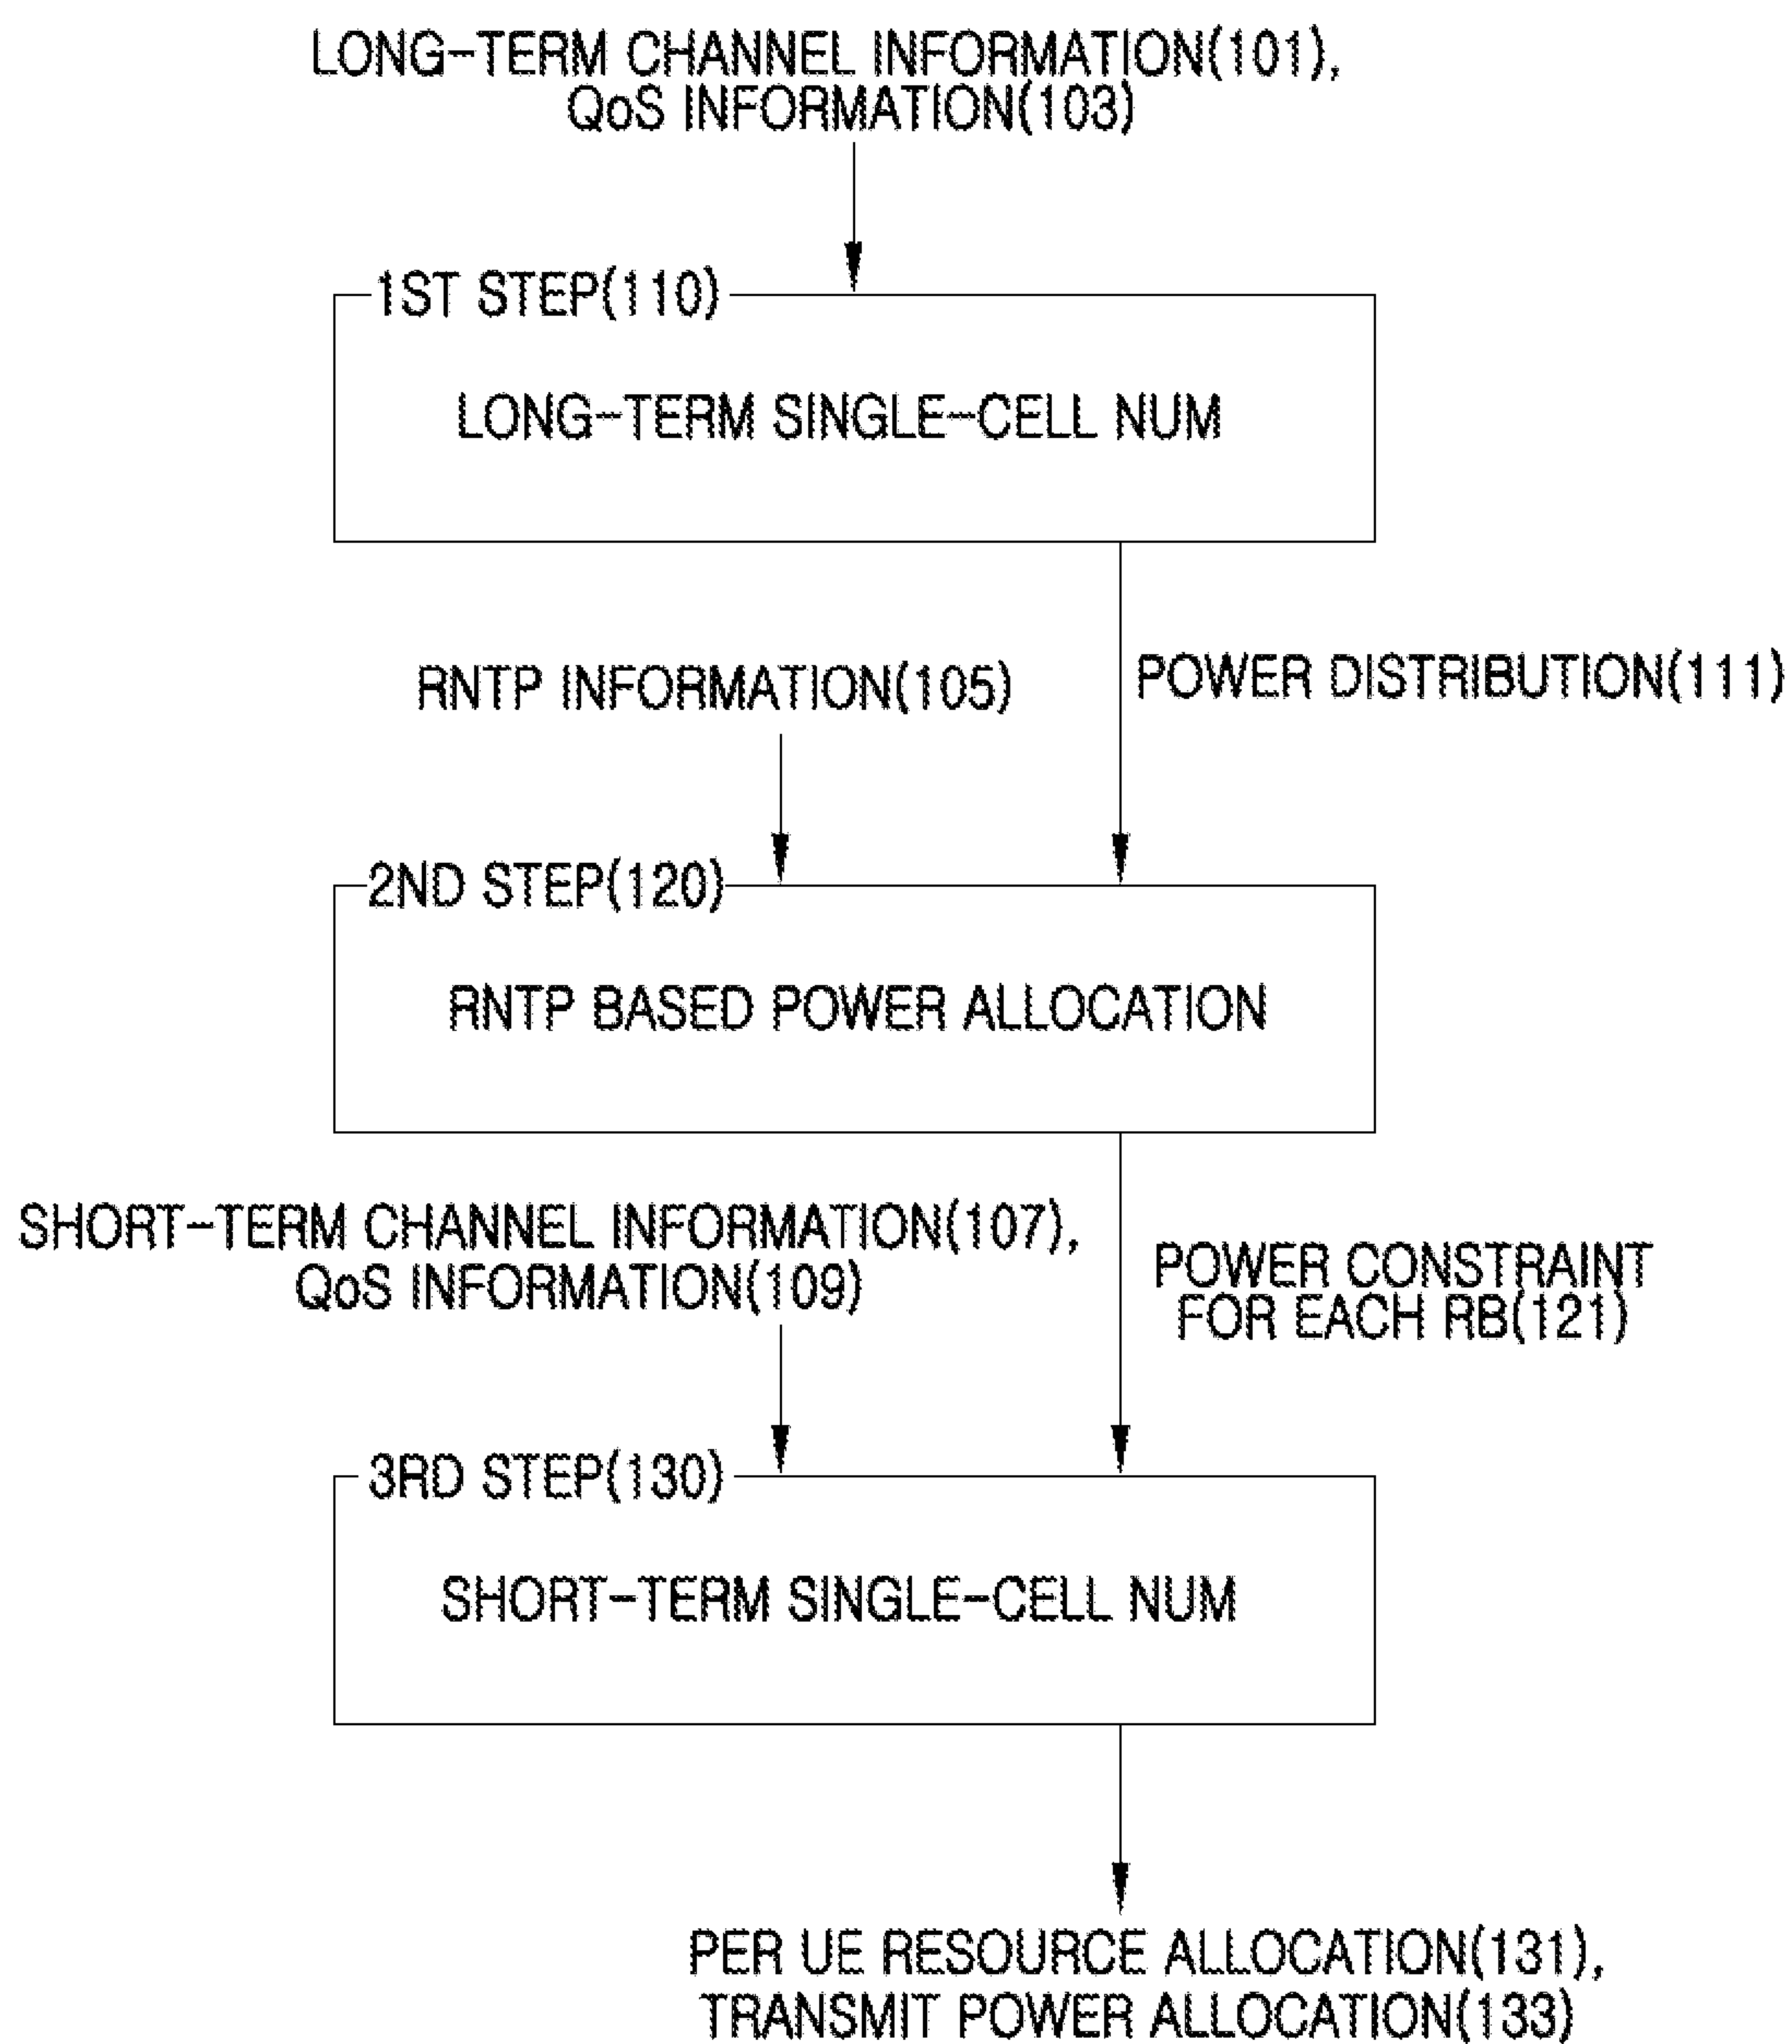 LONG-TERM CHANNEL INFORMATION(101),
QoS INFORMATION(103)
1ST STEP(110)
LONG-TERM SINGLE-CELL NUM
RNTP INFORMATION(105)
POWER DISTRIBUTION(111)
2ND STEP(120)
RNTP BASED POWER ALLOCATION
SHORT-TERM CHANNEL INFORMATION(107),
QoS INFORMATION(109)
POWER CONSTRAINT
FOR EACH RB(121)
3RD STEP(130)
SHORT-TERM SINGLE-CELL NUM
PER UE RESOURCE ALLOCATION(131),
TRANSMIT POWER ALLOCATION(133)